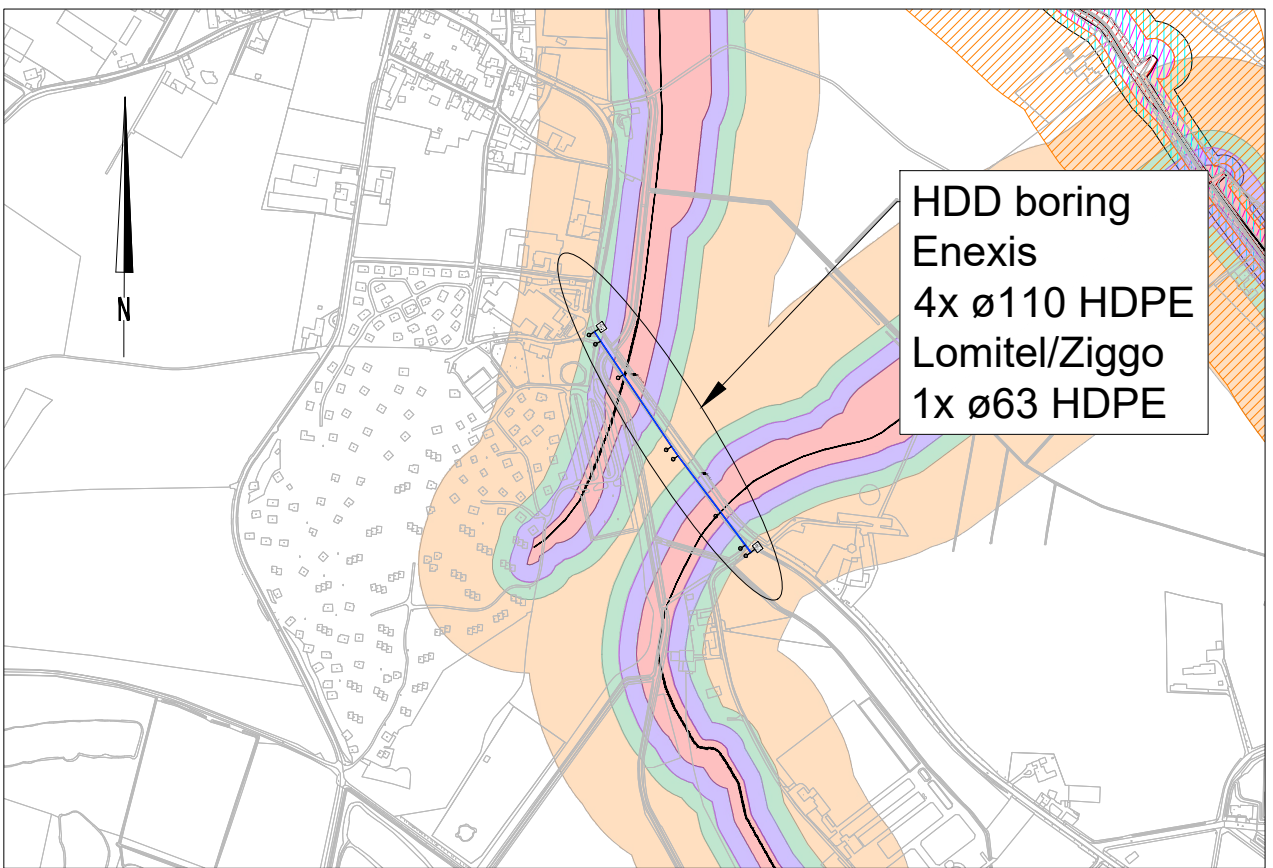 HDD boring
Enexis
4x ø110 HDPE
Lomitel/Ziggo
1x ø63 HDPE
N